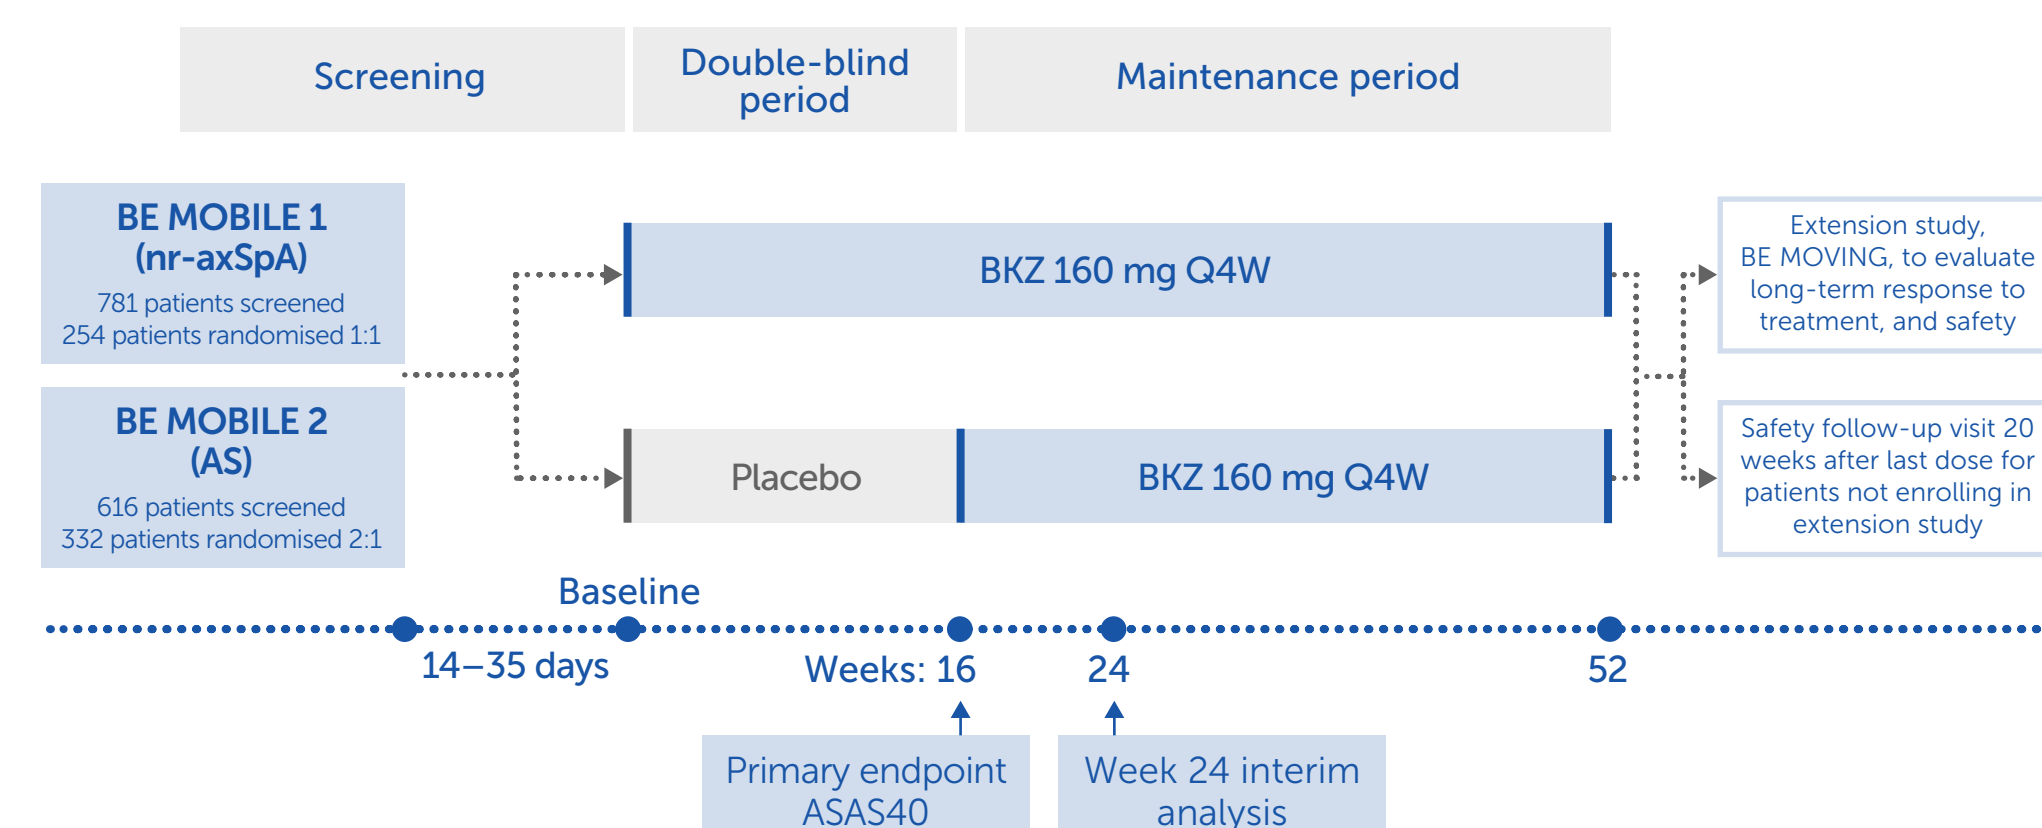 Screening
Double-blind
period
Maintenance period
BE MOBILE 1
(nr-axSpA)
781 patients screened
254 patients randomised 1:1
BE MOBILE 2
(AS)
616 patients screened
332 patients randomised 2:1
BKZ 160 mg Q4W
Placebo
BKZ 160 mg Q4W
Extension study,
BE MOVING, to evaluate
long-term response to
treatment, and safety
Safety follow-up visit 20
weeks after last dose for
patients not enrolling in
extension study
Baseline
14–35 days
Weeks: 16
24
52
Primary endpoint
ASAS40
Week 24 interim
analysis